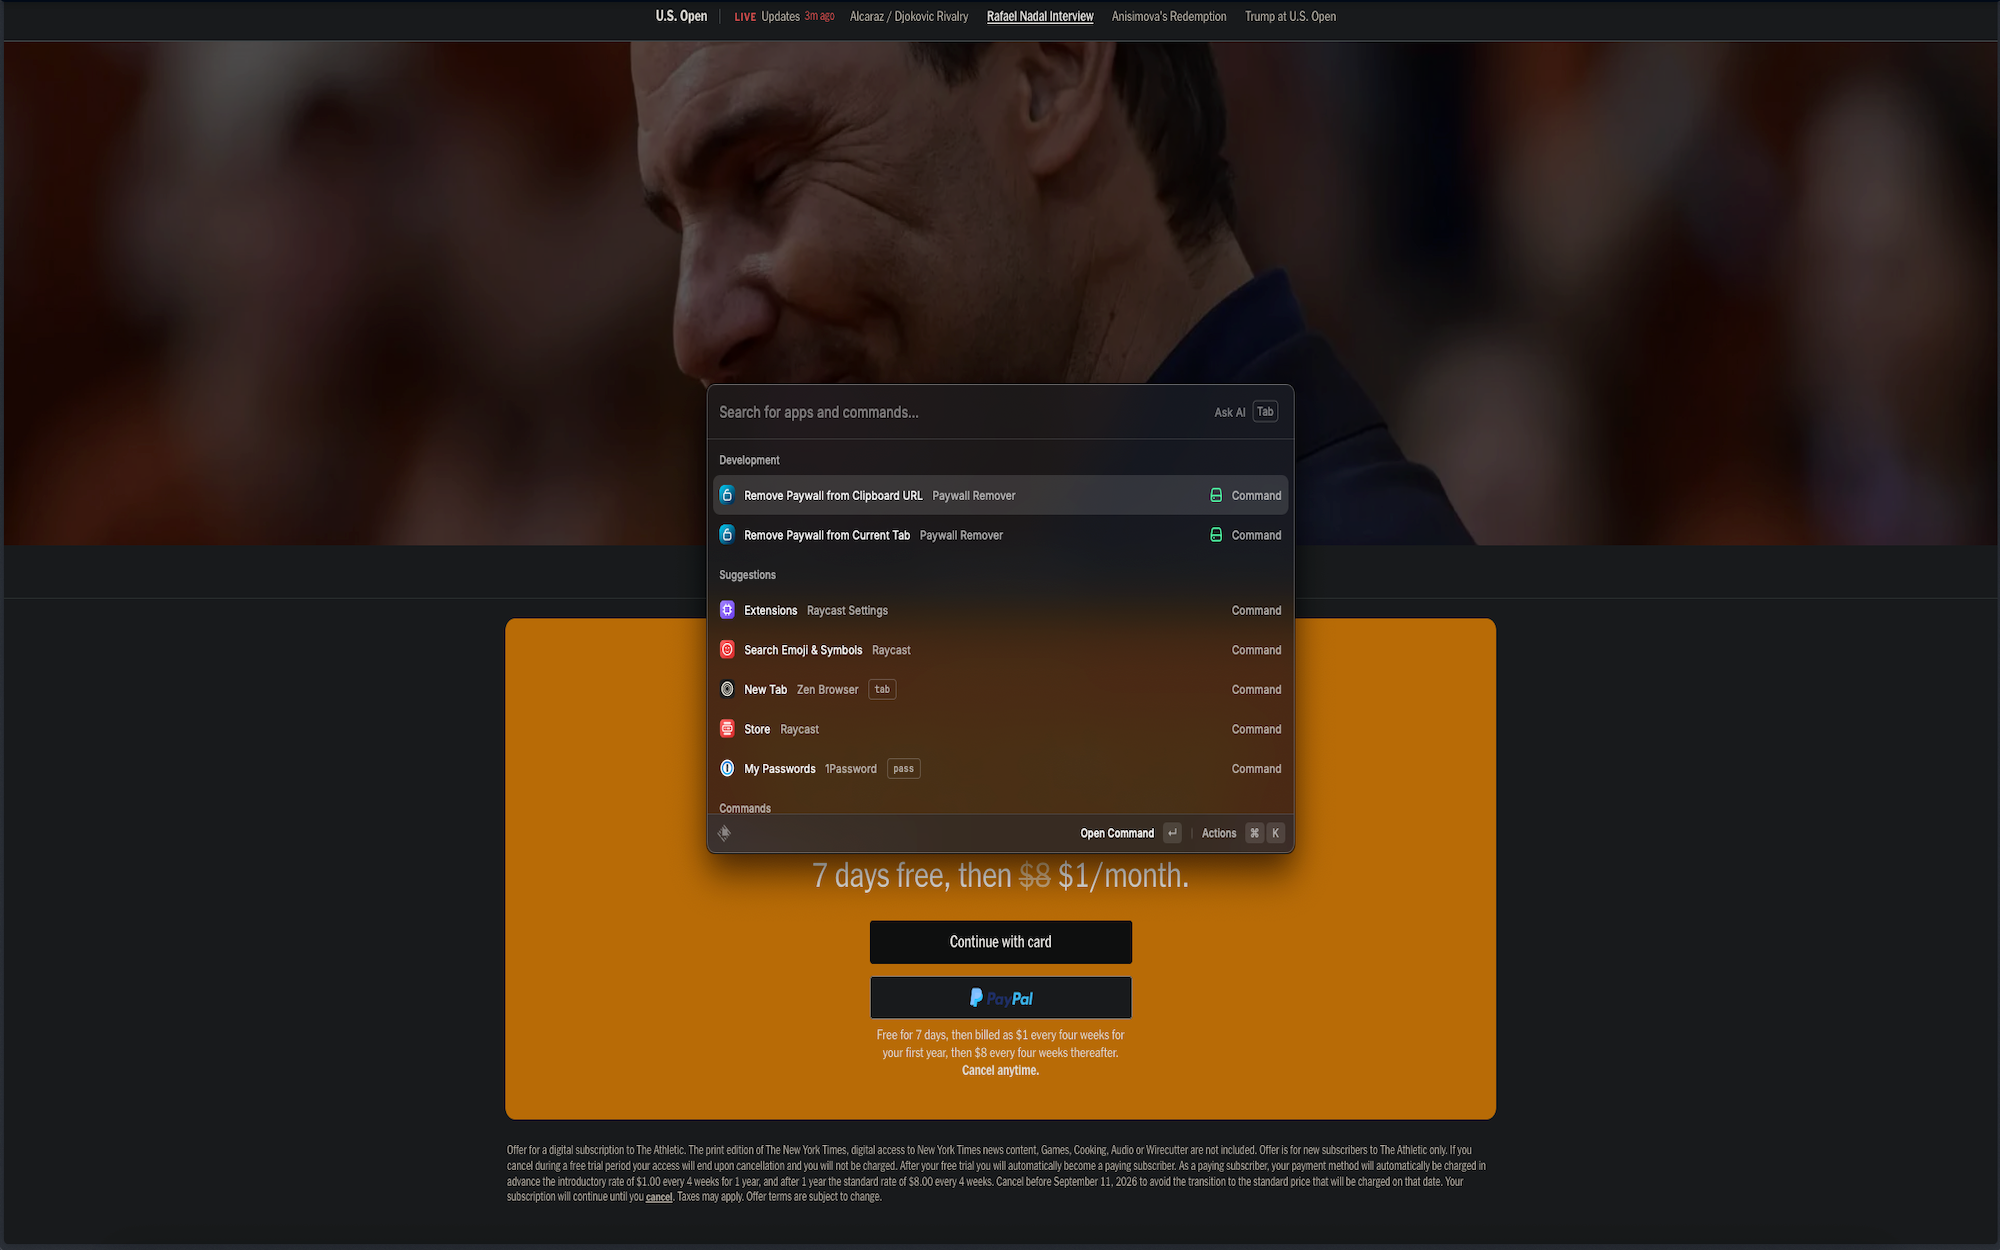 U.S. Open LIVE Updates 3m ago Alcaraz / Djokovic Rivalry Rafael Nadal Interview Anisimova's Redemption Trump at U.S. Open
Search for apps and commands... Ask AI Tab
Development
Remove Paywall from Clipboard URL Paywall Remover Command
Remove Paywall from Current Tab Paywall Remover Command
Suggestions
Extensions Raycast Settings Command
Search Emoji & Symbols Raycast Command
New Tab Zen Browser tab Command
Store Raycast Command
My Passwords 1Password pass Command
Commands
Open Command ↵ Actions ⌘ K
7 days free, then $8 $1/month.
Continue with card
PayPal
Free for 7 days, then billed as $1 every four weeks for
your first year, then $8 every four weeks thereafter.
Cancel anytime.
Offer for a digital subscription to The Athletic. The print edition of The New York Times, digital access to New York Times news content, Games, Cooking, Audio or Wirecutter are not included. Offer is for new subscribers to The Athletic only. If you
cancel during a free trial period your access will end upon cancellation and you will not be charged. After your free trial you will automatically become a paying subscriber. As a paying subscriber, your payment method will automatically be charged in
advance the introductory rate of $1.00 every 4 weeks for 1 year, and after 1 year the standard rate of $8.00 every 4 weeks. Cancel before September 11, 2026 to avoid the transition to the standard price that will be charged on that date. Your
subscription will continue until you cancel. Taxes may apply. Offer terms are subject to change.